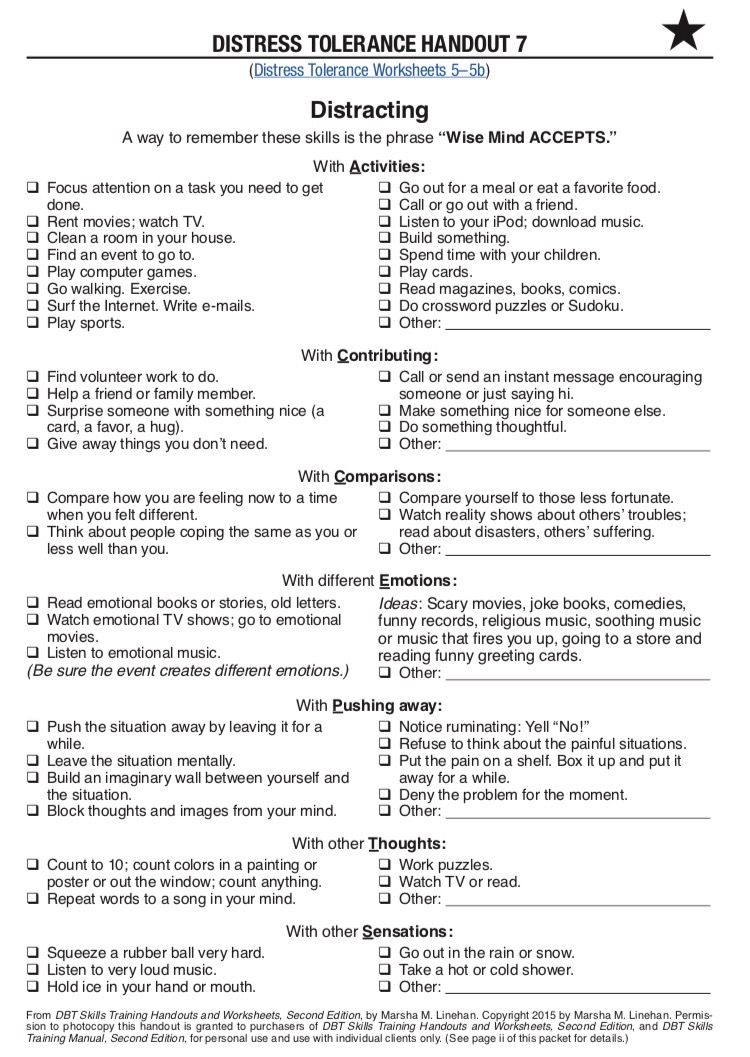 DISTRESS TOLERANCE HANDOUT 7
(Distress Tolerance Worksheets 5–5b)
Distracting
A way to remember these skills is the phrase “Wise Mind ACCEPTS.”
With Activities:
❑ Focus attention on a task you need to get
done.
❑ Rent movies; watch TV.
❑ Clean a room in your house.
❑ Find an event to go to.
❑ Play computer games.
❑ Go walking. Exercise.
❑ Surf the Internet. Write e-mails.
❑ Play sports.
❑ Go out for a meal or eat a favorite food.
❑ Call or go out with a friend.
❑ Listen to your iPod; download music.
❑ Build something.
❑ Spend time with your children.
❑ Play cards.
❑ Read magazines, books, comics.
❑ Do crossword puzzles or Sudoku.
❑ Other:
With Contributing:
❑ Find volunteer work to do.
❑ Help a friend or family member.
❑ Surprise someone with something nice (a
card, a favor, a hug).
❑ Give away things you don’t need.
❑ Call or send an instant message encouraging
someone or just saying hi.
❑ Make something nice for someone else.
❑ Do something thoughtful.
❑ Other:
With Comparisons:
❑ Compare how you are feeling now to a time
when you felt different.
❑ Think about people coping the same as you or
less well than you.
❑ Compare yourself to those less fortunate.
❑ Watch reality shows about others’ troubles;
read about disasters, others’ suffering.
❑ Other:
With different Emotions:
❑ Read emotional books or stories, old letters.
❑ Watch emotional TV shows; go to emotional
movies.
❑ Listen to emotional music.
(Be sure the event creates different emotions.)
Ideas: Scary movies, joke books, comedies,
funny records, religious music, soothing music
or music that fires you up, going to a store and
reading funny greeting cards.
❑ Other:
With Pushing away:
❑ Push the situation away by leaving it for a
while.
❑ Leave the situation mentally.
❑ Build an imaginary wall between yourself and
the situation.
❑ Block thoughts and images from your mind.
❑ Notice ruminating: Yell “No!”
❑ Refuse to think about the painful situations.
❑ Put the pain on a shelf. Box it up and put it
away for a while.
❑ Deny the problem for the moment.
❑ Other:
With other Thoughts:
❑ Count to 10; count colors in a painting or
poster or out the window; count anything.
❑ Repeat words to a song in your mind.
❑ Work puzzles.
❑ Watch TV or read.
❑ Other:
With other Sensations:
❑ Squeeze a rubber ball very hard.
❑ Listen to very loud music.
❑ Hold ice in your hand or mouth.
❑ Go out in the rain or snow.
❑ Take a hot or cold shower.
❑ Other:
From DBT Skills Training Handouts and Worksheets, Second Edition, by Marsha M. Linehan. Copyright 2015 by Marsha M. Linehan. Permis-
sion to photocopy this handout is granted to purchasers of DBT Skills Training Handouts and Worksheets, Second Edition, and DBT Skills
Training Manual, Second Edition, for personal use and use with individual clients only. (See page ii of this packet for details.)